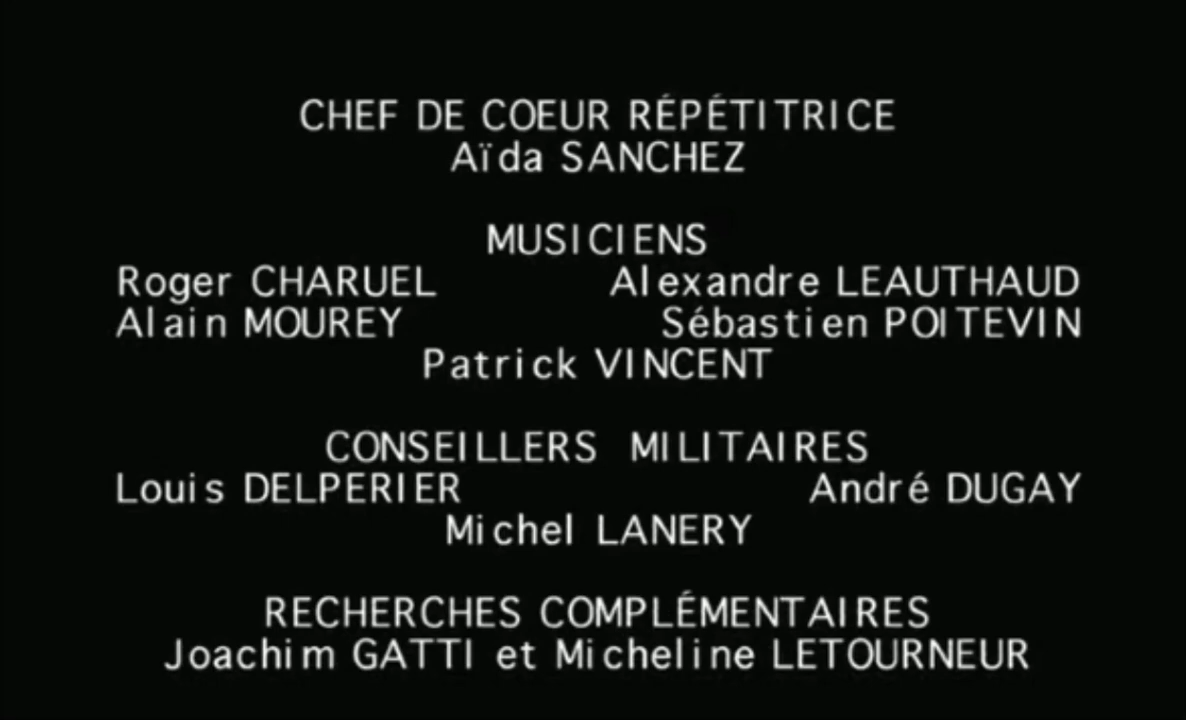 CHEF DE COEUR RÉPÉTITRICE
Aïda SANCHEZ
MUSICIENS
Roger CHARUEL Alexandre LEAUTHAUD
Alain MOUREY Sébastien POITEVIN
Patrick VINCENT
CONSEILLERS MILITAIRES
Louis DELPERIER André DUGAY
Michel LANERY
RECHERCHES COMPLÉMENTAIRES
Joachim GATTI et Micheline LETOURNEUR